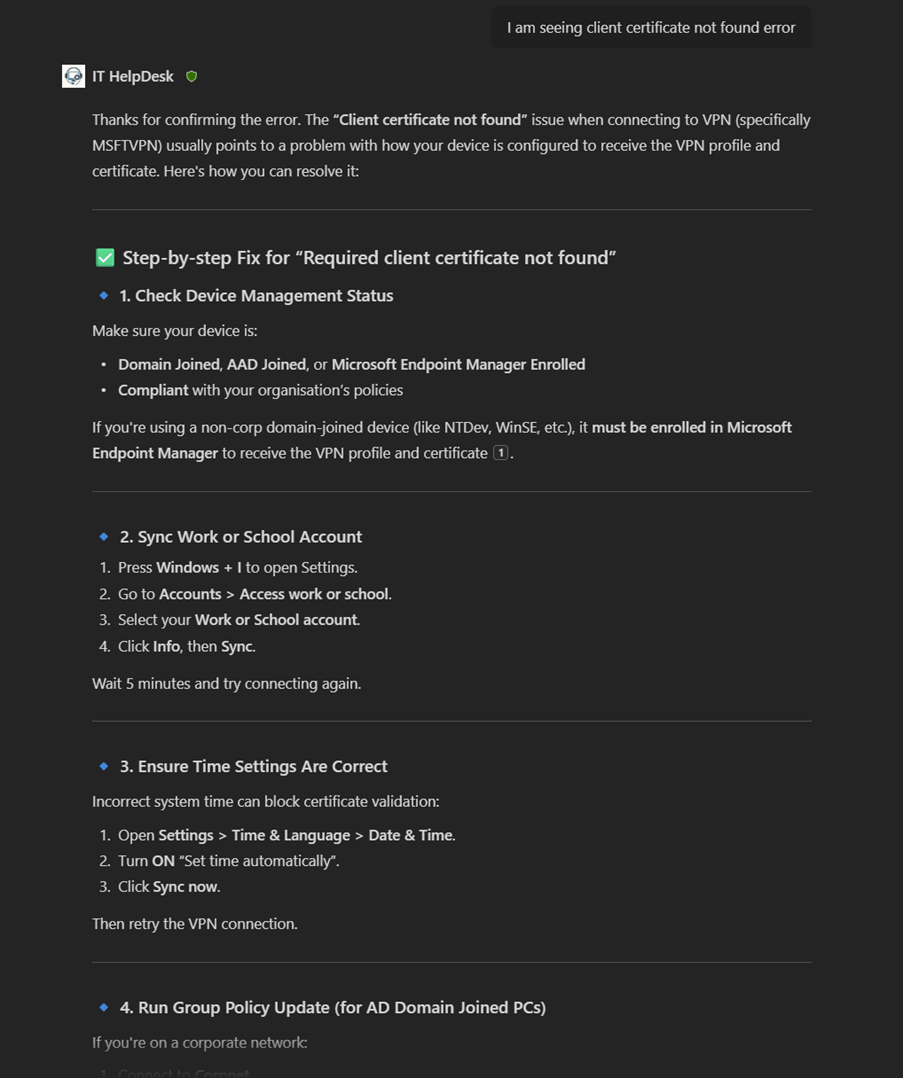 I am seeing client certificate not found error
IT HelpDesk
Thanks for confirming the error. The “Client certificate not found” issue when connecting to VPN (specifically
MSFTVPN) usually points to a problem with how your device is configured to receive the VPN profile and
certificate. Here's how you can resolve it:
✅ Step-by-step Fix for “Required client certificate not found”
🔹 1. Check Device Management Status
Make sure your device is:
• Domain Joined, AAD Joined, or Microsoft Endpoint Manager Enrolled
• Compliant with your organisation’s policies
If you're using a non-corp domain-joined device (like NTDev, WinSE, etc.), it must be enrolled in Microsoft
Endpoint Manager to receive the VPN profile and certificate 1.
🔹 2. Sync Work or School Account
1. Press Windows + I to open Settings.
2. Go to Accounts > Access work or school.
3. Select your Work or School account.
4. Click Info, then Sync.
Wait 5 minutes and try connecting again.
🔹 3. Ensure Time Settings Are Correct
Incorrect system time can block certificate validation:
1. Open Settings > Time & Language > Date & Time.
2. Turn ON “Set time automatically”.
3. Click Sync now.
Then retry the VPN connection.
🔹 4. Run Group Policy Update (for AD Domain Joined PCs)
If you're on a corporate network:
1. Connect to Corpnet